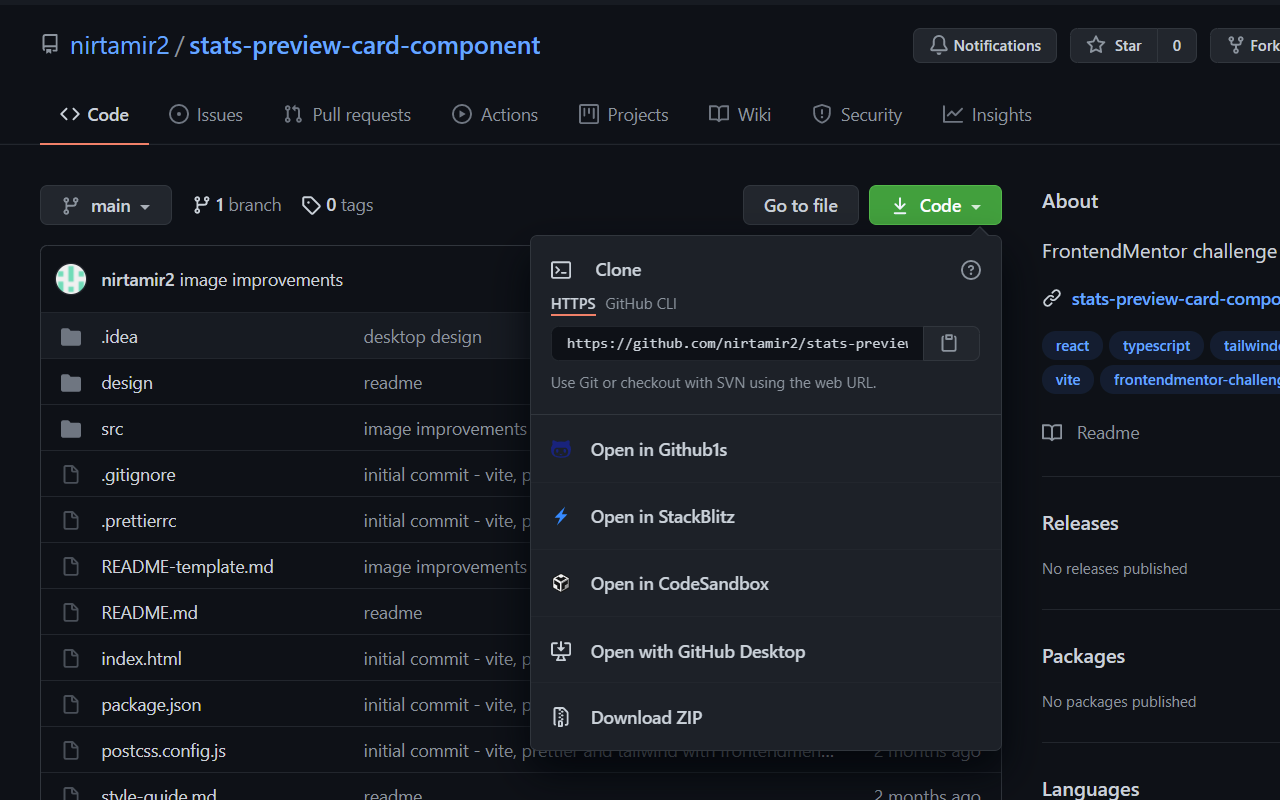 nirtamir2 / stats-preview-card-component
Notifications
Star 0
Fork
Code
Issues
Pull requests
Actions
Projects
Wiki
Security
Insights
main
1 branch
0 tags
Go to file
Code
nirtamir2 image improvements
.idea desktop design
design readme
src image improvements
.gitignore initial commit - vite,
.prettierrc initial commit - vite,
README-template.md image improvements
README.md readme
index.html initial commit - vite,
package.json initial commit - vite,
postcss.config.js initial commit - vite, prettier and tailwind with frontendmen... 2 months ago
style-guide.md readme 2 months ago
Clone
HTTPS GitHub CLI
https://github.com/nirtamir2/stats-preview
Use Git or checkout with SVN using the web URL.
Open in Github1s
Open in StackBlitz
Open in CodeSandbox
Open with GitHub Desktop
Download ZIP
About
FrontendMentor challenge
stats-preview-card-compo
react typescript tailwind
vite frontendmentor-challeng
Readme
Releases
No releases published
Packages
No packages published
Languages